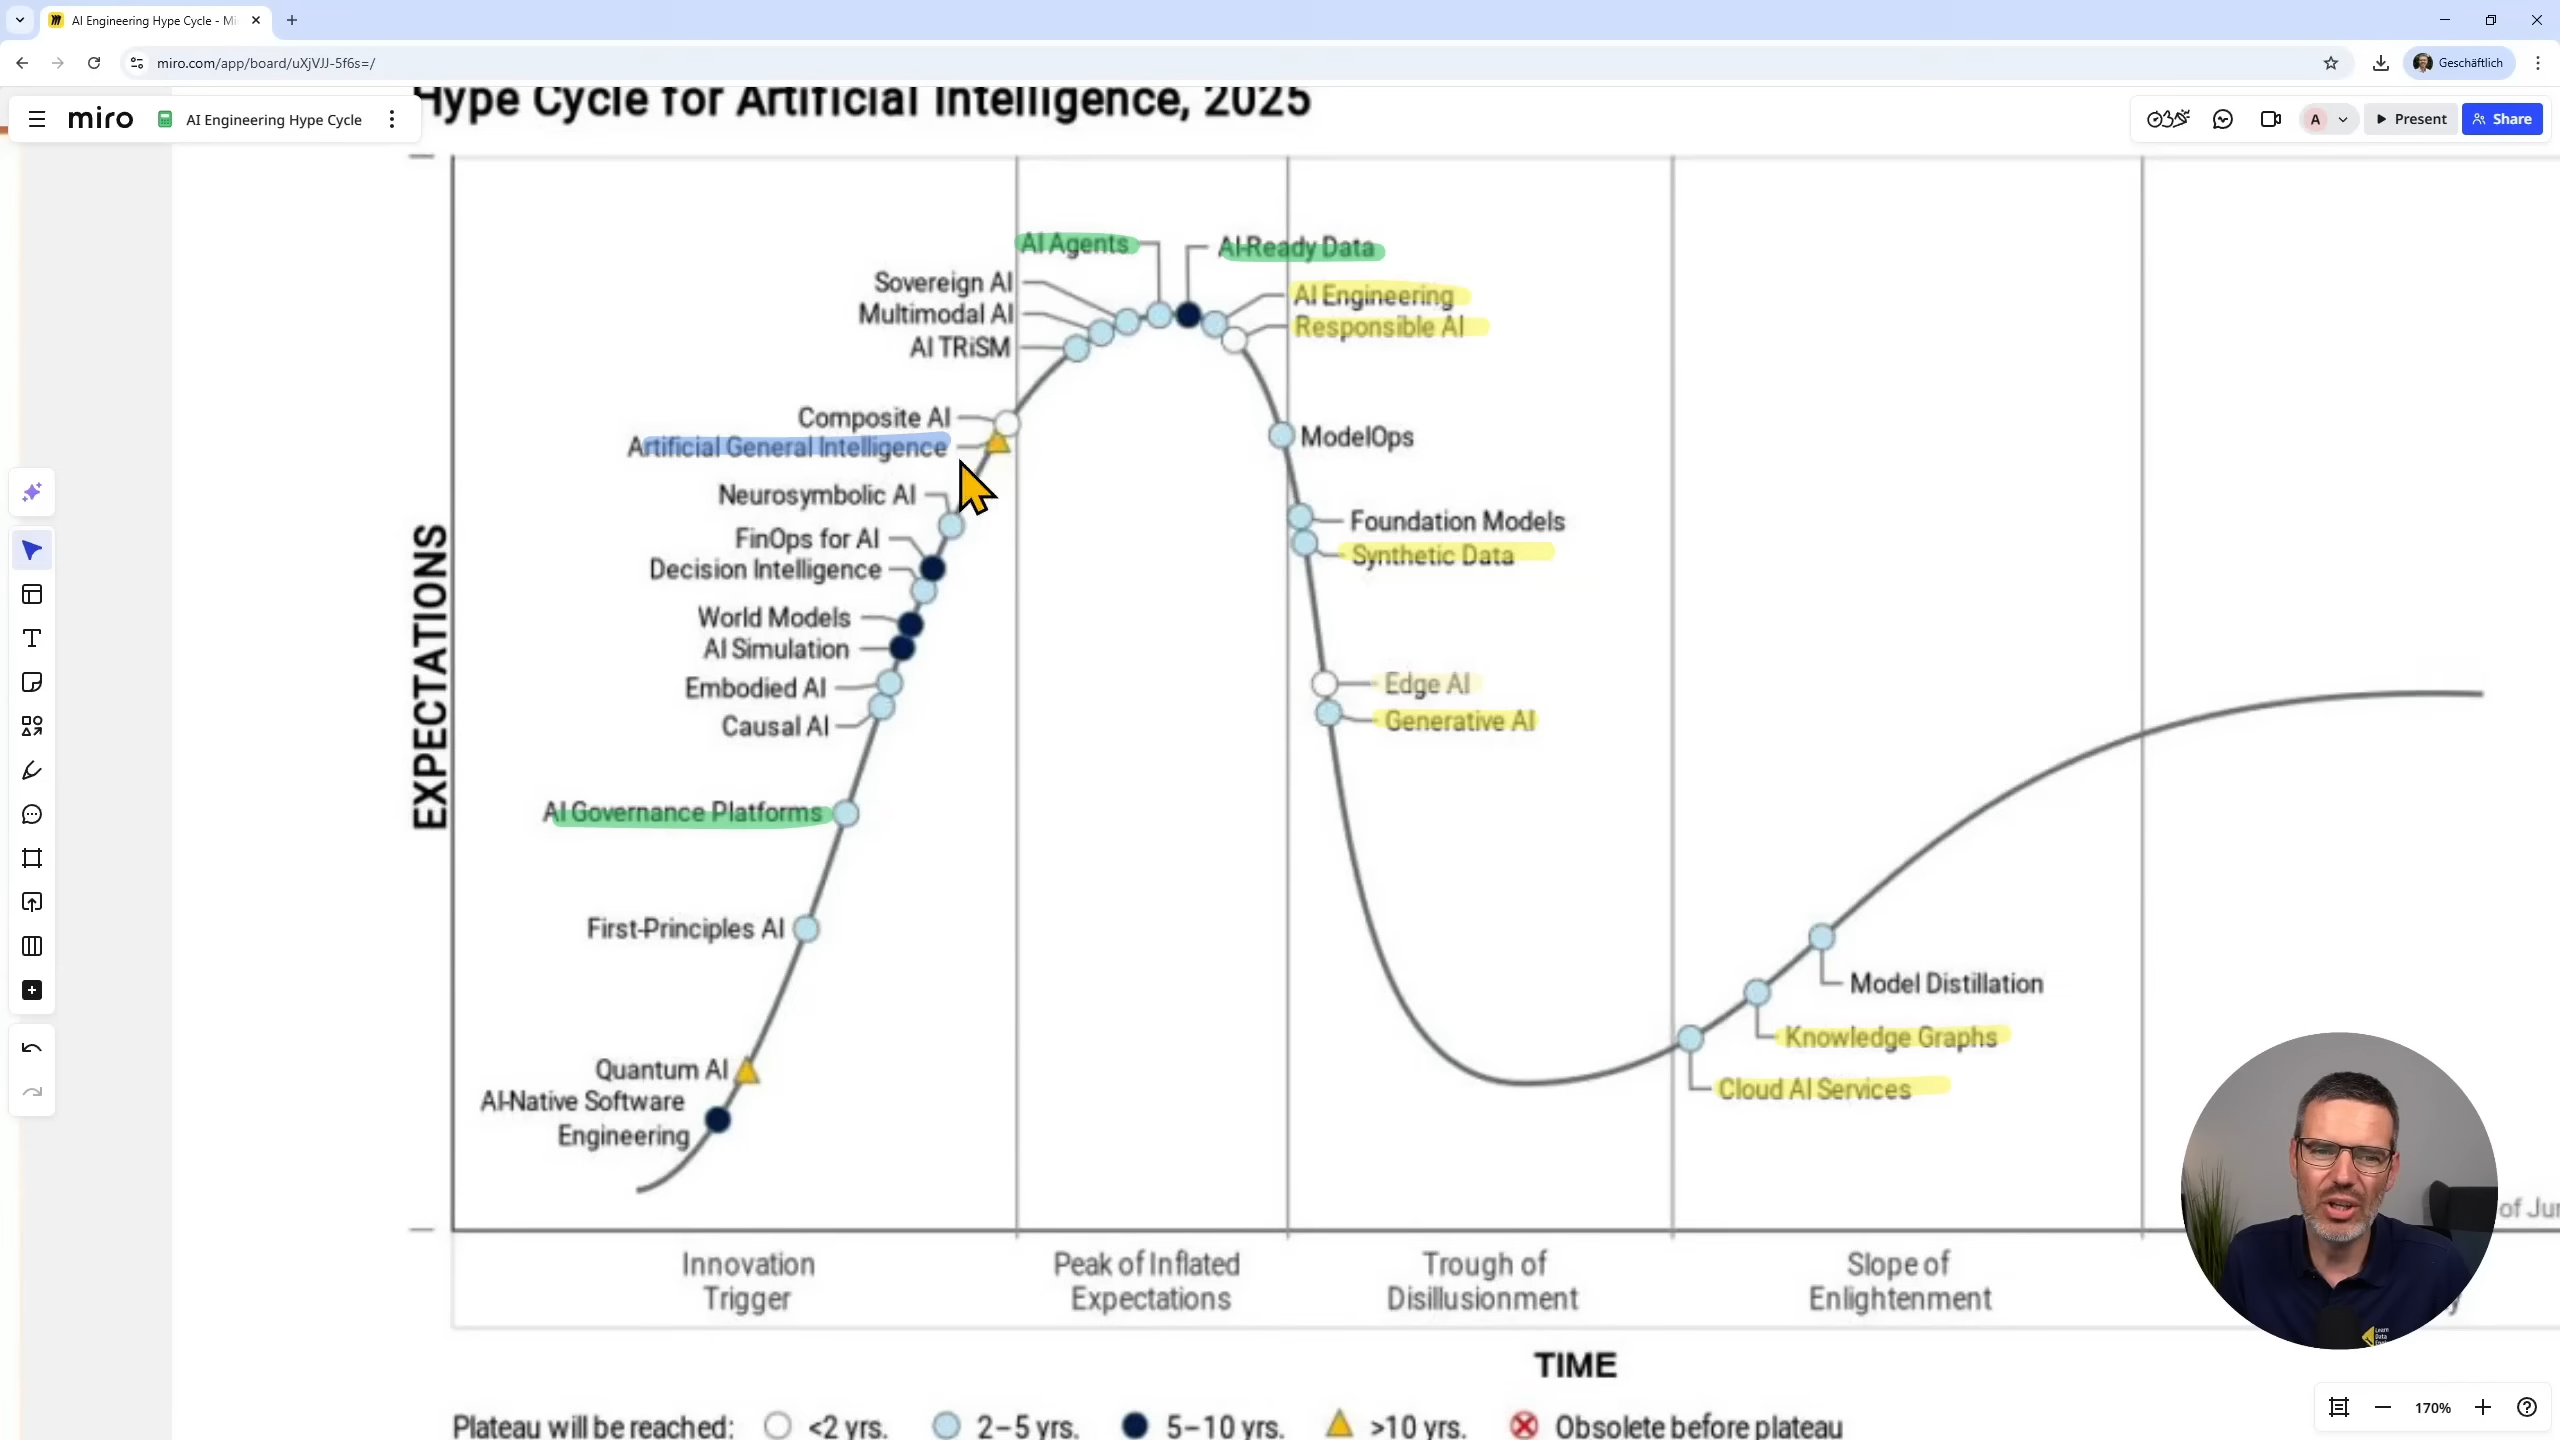 AI Engineering Hype Cycle - Mi
miro.com/app/board/uXjVJJ-5f6s=/
Geschäftlich
Hype Cycle for Artificial Intelligence, 2025
miro
AI Engineering Hype Cycle
A
Present
Share
AI Agents
AI-Ready Data
Sovereign AI
AI Engineering
Multimodal AI
Responsible AI
AI TRiSM
Composite AI
Artificial General Intelligence
ModelOps
Neurosymbolic AI
Foundation Models
FinOps for AI
Synthetic Data
Decision Intelligence
World Models
AI Simulation
Embodied AI
Edge AI
Causal AI
Generative AI
AI Governance Platforms
First-Principles AI
Model Distillation
Knowledge Graphs
Quantum AI
Cloud AI Services
AI-Native Software
Engineering
EXPECTATIONS
of Jun
Innovation
Trigger
Peak of Inflated
Expectations
Trough of
Disillusionment
Slope of
Enlightenment
TIME
Plateau will be reached: <2 yrs. 2–5 yrs. 5–10 yrs. >10 yrs. Obsolete before plateau
170%